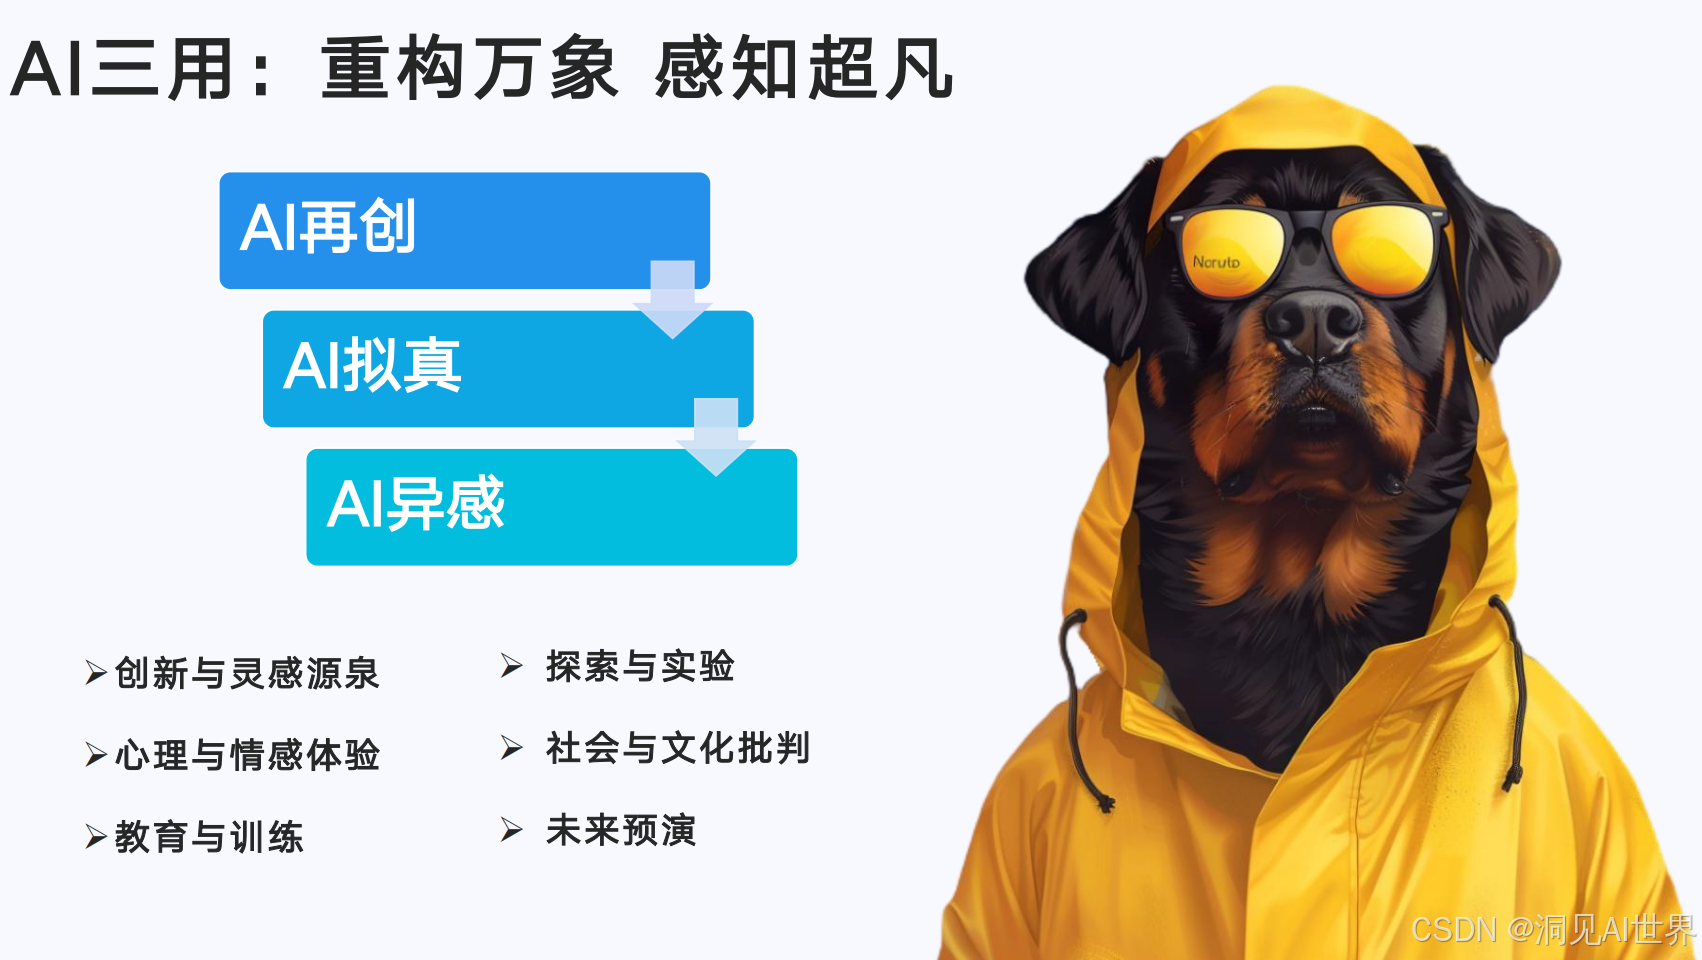 AI三用：重构万象 感知超凡
AI再创
AI拟真
AI异感
创新与灵感源泉
心理与情感体验
教育与训练
探索与实验
社会与文化批判
未来预演
Noruto
CSDN @洞见AI世界